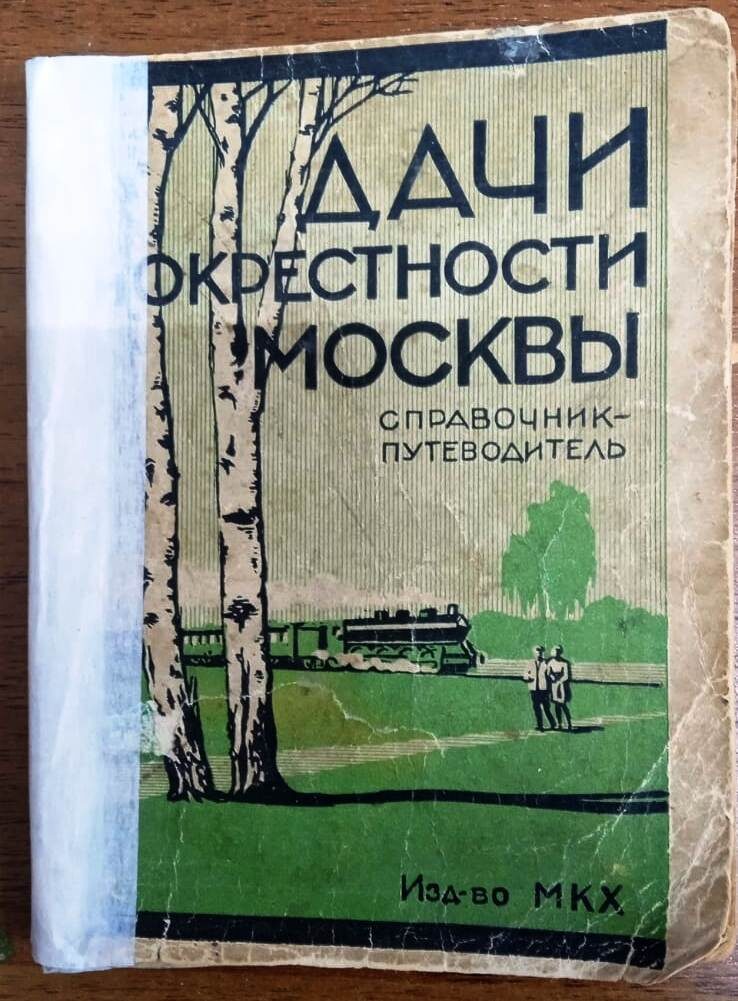 ДАЧИ
ОКРЕСТНОСТИ
МОСКВЫ
СПРАВОЧНИК-
ПУТЕВОДИТЕЛЬ
Изд-во МКХ